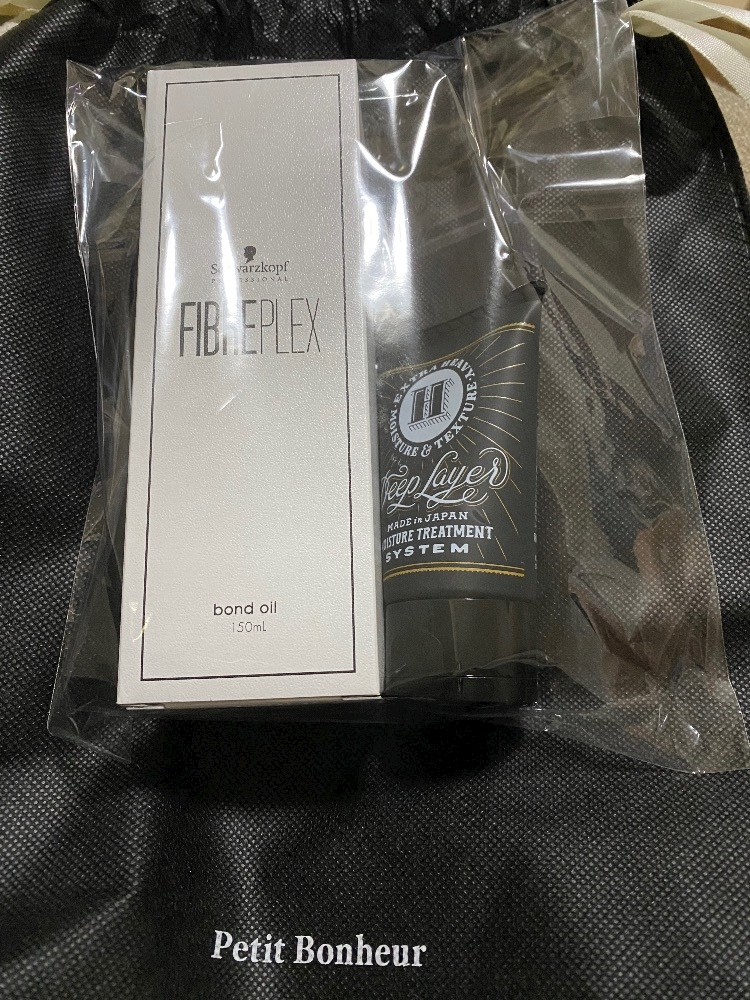 Schwarzkopf
PROFESSIONAL
FIBREPLEX
bond oil
150mL
EXTRA HEAVY
H
MOISTURE & TEXTURE
Deep Layer
MADE in JAPAN
MOISTURE TREATMENT
SYSTEM
Petit Bonheur